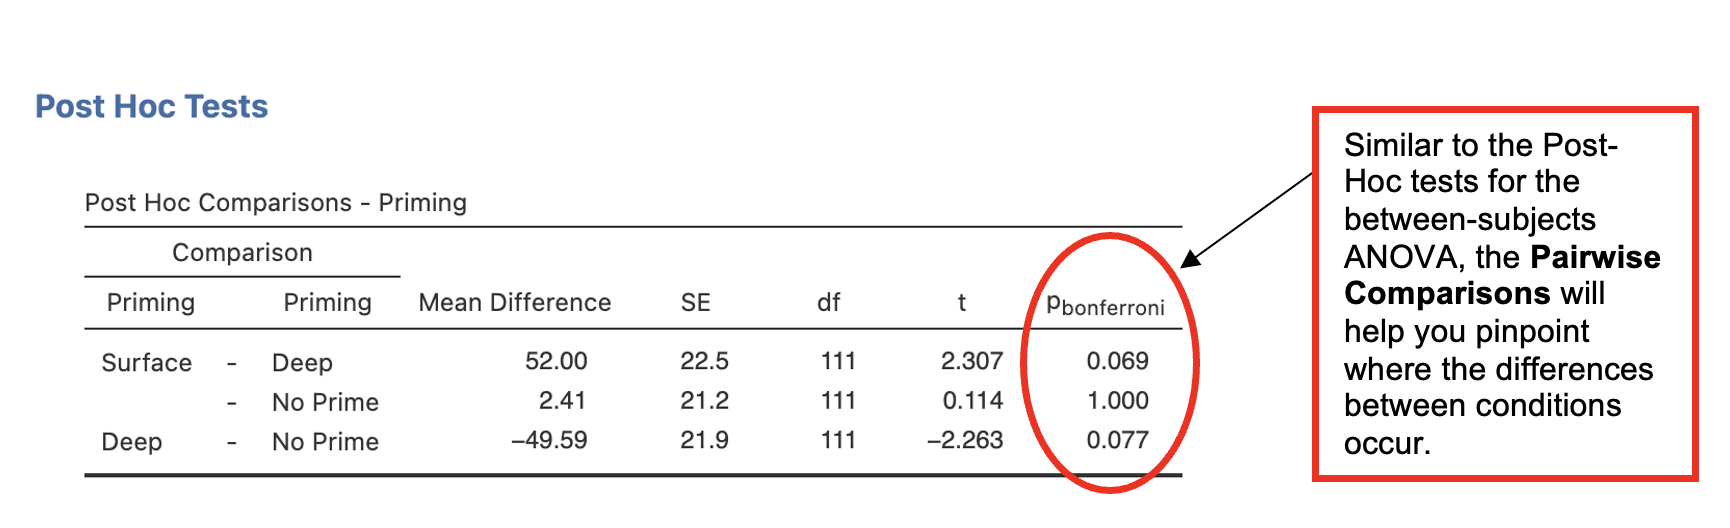 Post Hoc Tests
Post Hoc Comparisons - Priming
Comparison
Priming Priming Mean Difference SE df t pbonferroni
Surface - Deep 52.00 22.5 111 2.307 0.069
- No Prime 2.41 21.2 111 0.114 1.000
Deep - No Prime −49.59 21.9 111 −2.263 0.077
Similar to the Post-
Hoc tests for the
between-subjects
ANOVA, the Pairwise
Comparisons will
help you pinpoint
where the differences
between conditions
occur.